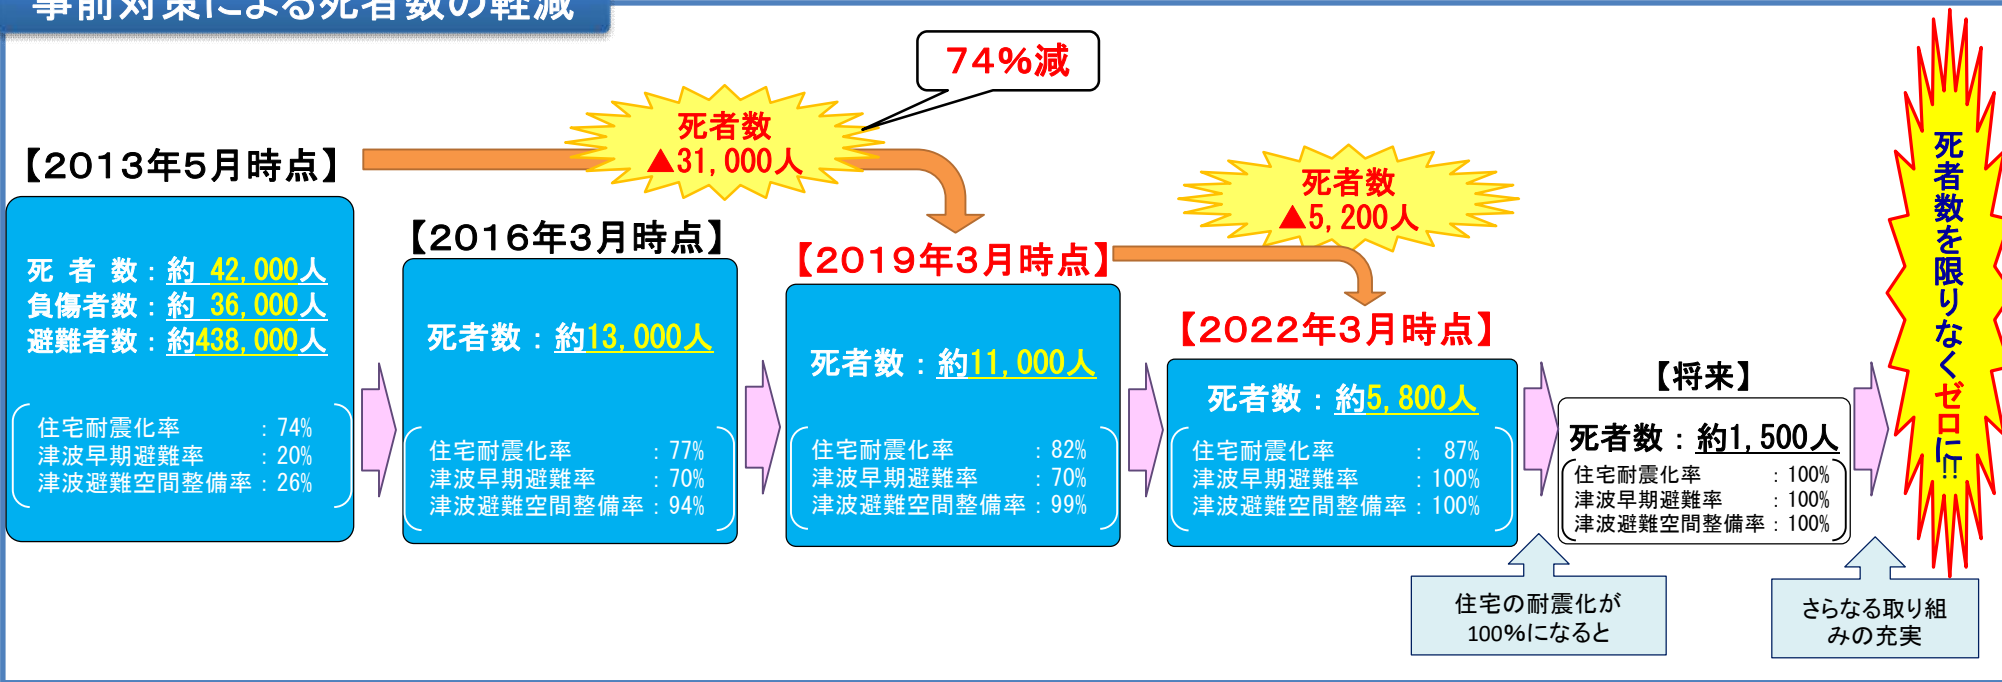 事前対策による死者数の軽減
74%減
死者数
▲31,000人
【2013年5月時点】
死 者 数：約 42,000人
負傷者数：約 36,000人
避難者数：約438,000人
住宅耐震化率 ：74%
津波早期避難率 ：20%
津波避難空間整備率：26%
【2016年3月時点】
死者数：約13,000人
住宅耐震化率 ：77%
津波早期避難率 ：70%
津波避難空間整備率：94%
【2019年3月時点】
死者数：約11,000人
住宅耐震化率 ：82%
津波早期避難率 ：70%
津波避難空間整備率：99%
死者数
▲5,200人
【2022年3月時点】
死者数：約5,800人
住宅耐震化率 ： 87%
津波早期避難率 ：100%
津波避難空間整備率：100%
【将来】
死者数：約1,500人
住宅耐震化率 ：100%
津波早期避難率 ：100%
津波避難空間整備率：100%
住宅の耐震化が
100%になると
さらなる取り組
みの充実
死者数を限りなくゼロに!!